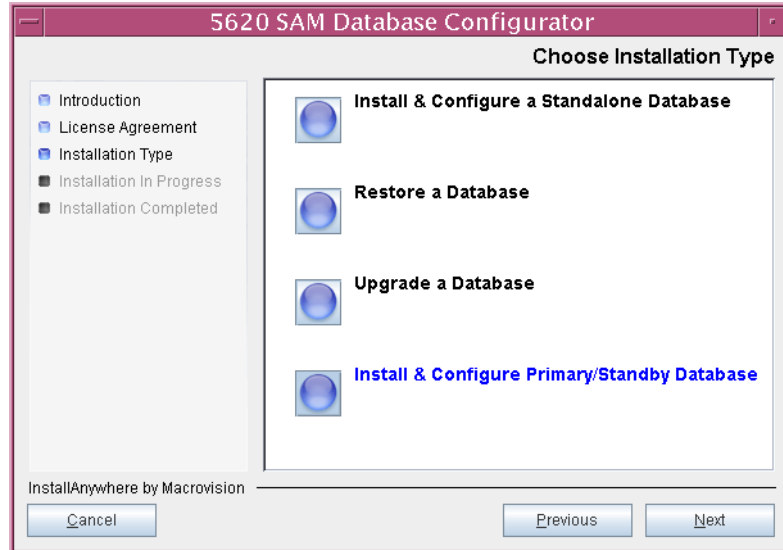 5620 SAM Database Configurator
Choose Installation Type
Introduction
License Agreement
Installation Type
Installation In Progress
Installation Completed
Install & Configure a Standalone Database
Restore a Database
Upgrade a Database
Install & Configure Primary/Standby Database
InstallAnywhere by Macrovision
Cancel
Previous
Next